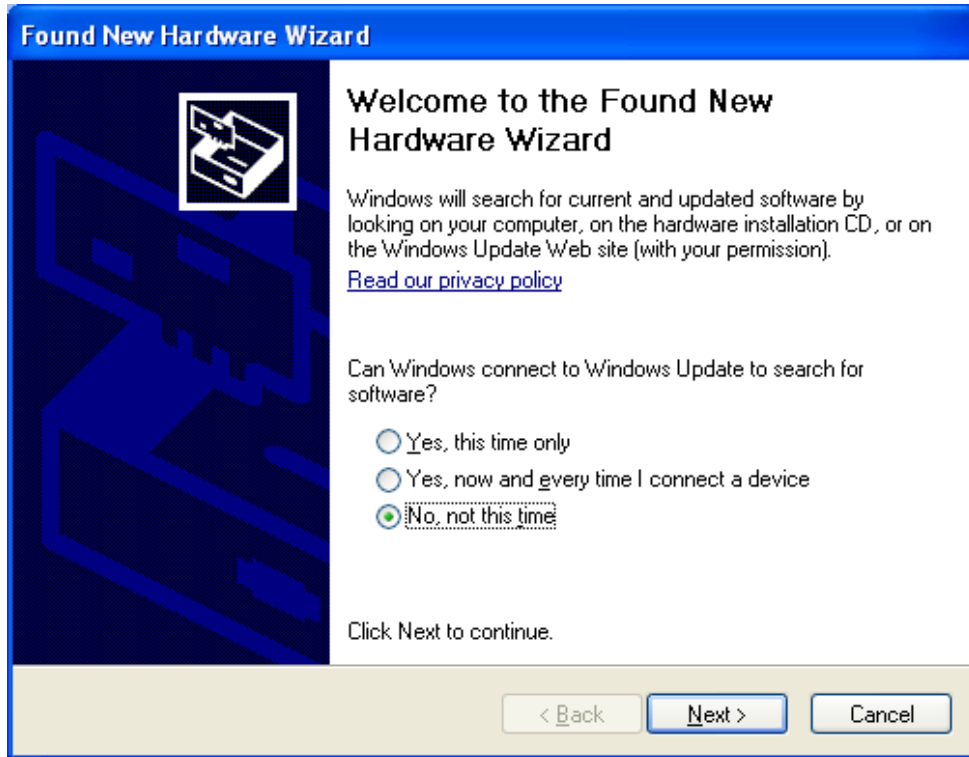 Found New Hardware Wizard
Welcome to the Found New
Hardware Wizard
Windows will search for current and updated software by
looking on your computer, on the hardware installation CD, or on
the Windows Update Web site (with your permission).
Read our privacy policy
Can Windows connect to Windows Update to search for
software?
Yes, this time only
Yes, now and every time I connect a device
No, not this time
Click Next to continue.
< Back
Next >
Cancel